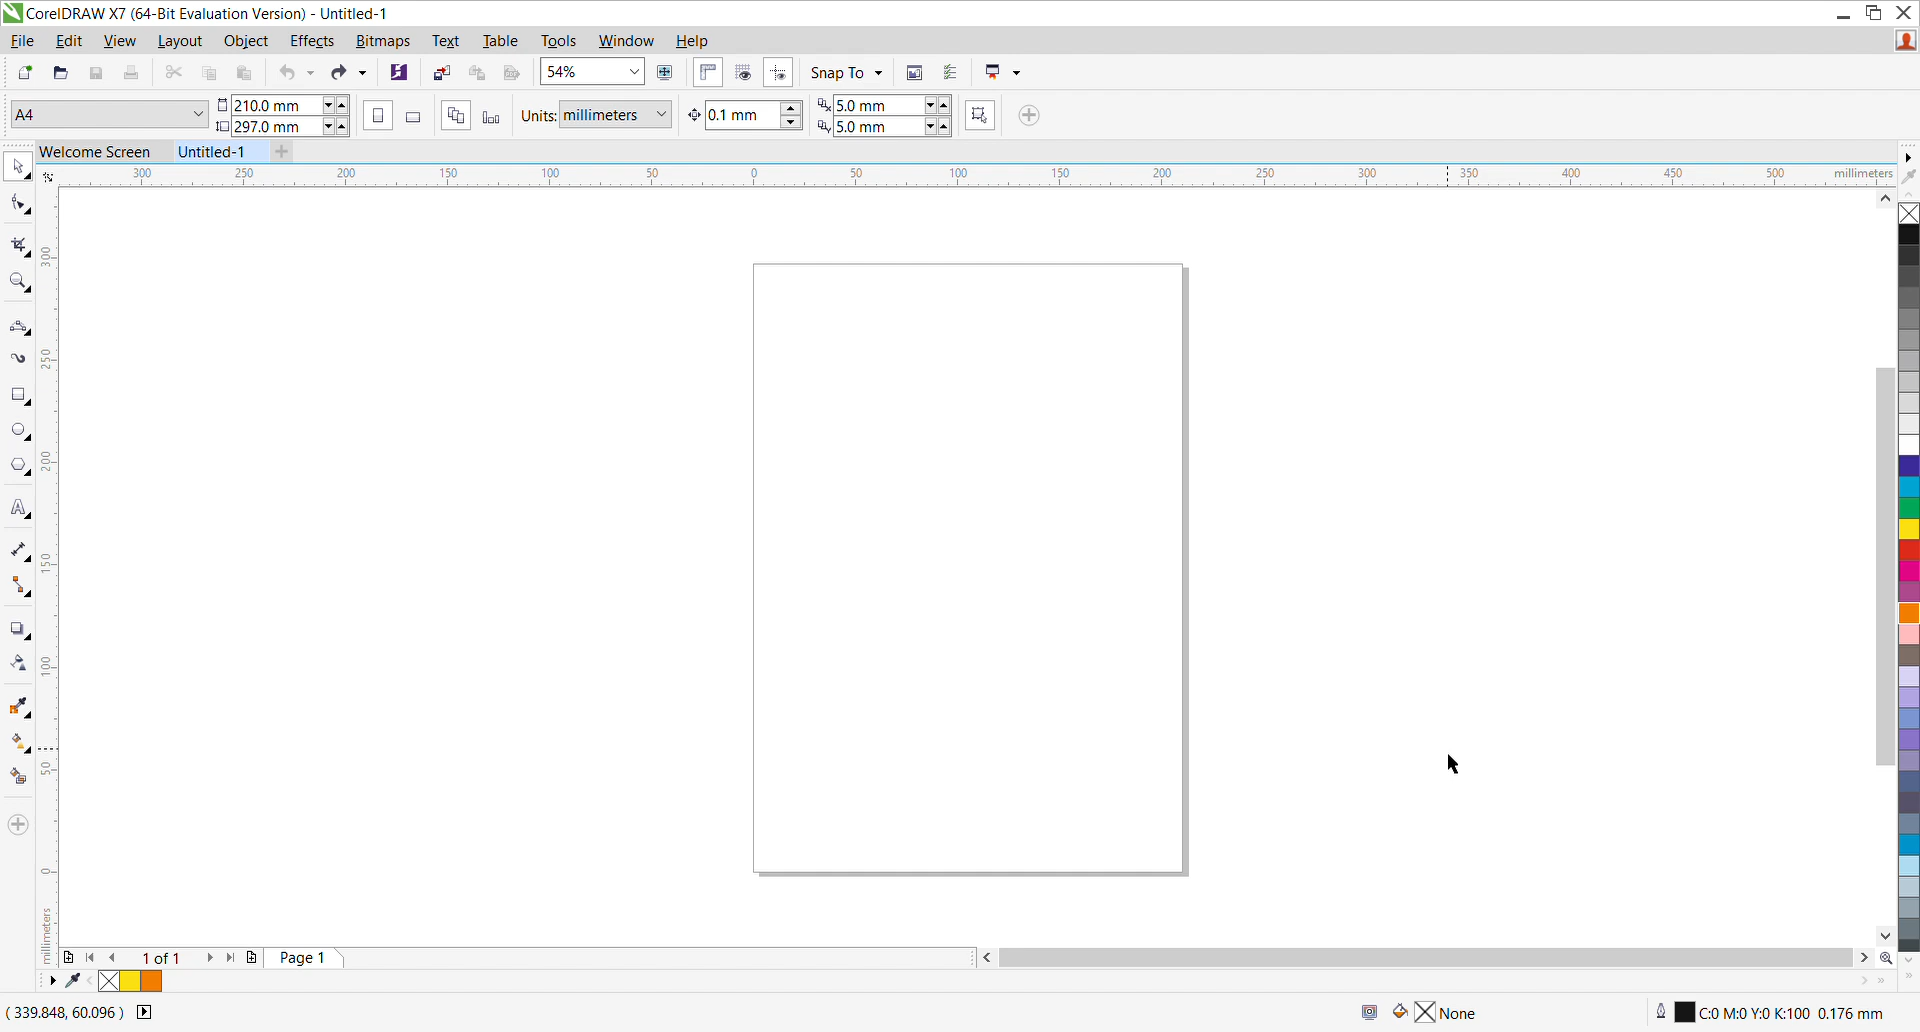 CorelDRAW X7 (64-Bit Evaluation Version) - Untitled-1
File Edit View Layout Object Effects Bitmaps Text Table Tools Window Help
54% Snap To
A4 210.0 mm Units: millimeters 0.1 mm 5.0 mm
297.0 mm 5.0 mm
Welcome Screen Untitled-1
300 250 200 150 100 50 0 50 100 150 200 250 300 350 400 450 500 millimeters
300
250
200
150
100
50
0
millimeters
1 of 1 Page 1
( 339.848, 60.096 ) None C:0 M:0 Y:0 K:100 0.176 mm